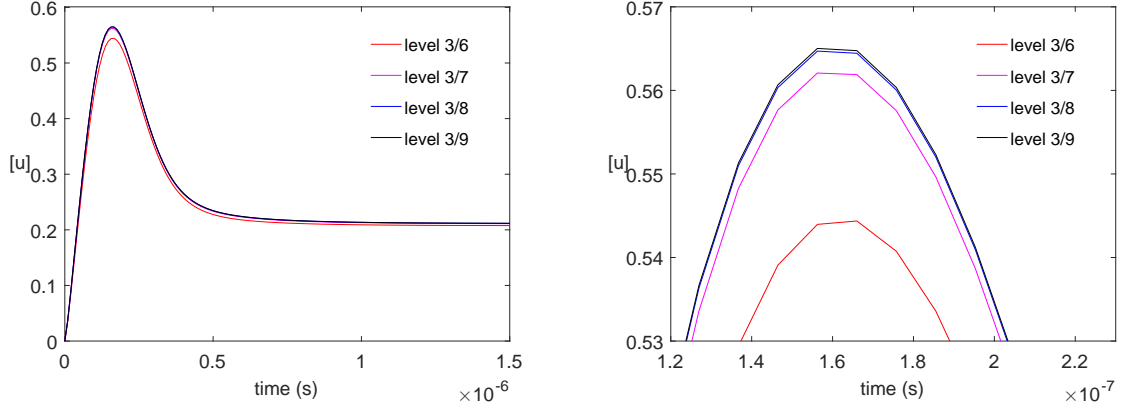 0.6
0.5
0.4
0.3
[u]
0.2
0.1
0
0
0.5
1
1.5
time (s)
×10^-6
level 3/6
level 3/7
level 3/8
level 3/9
0.57
0.56
0.55
[u]
0.54
0.53
1.2
1.4
1.6
1.8
2
2.2
time (s)
×10^-7
level 3/6
level 3/7
level 3/8
level 3/9